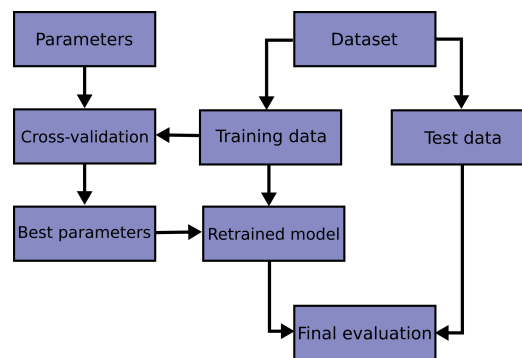 Parameters
Dataset
Cross-validation
Training data
Test data
Best parameters
Retrained model
Final evaluation